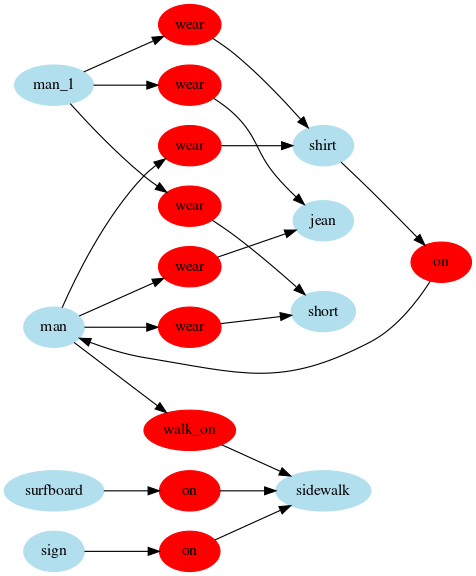 wear
man_1
wear
wear
shirt
wear
jean
wear
on
short
man
wear
walk_on
surfboard
on
sidewalk
sign
on